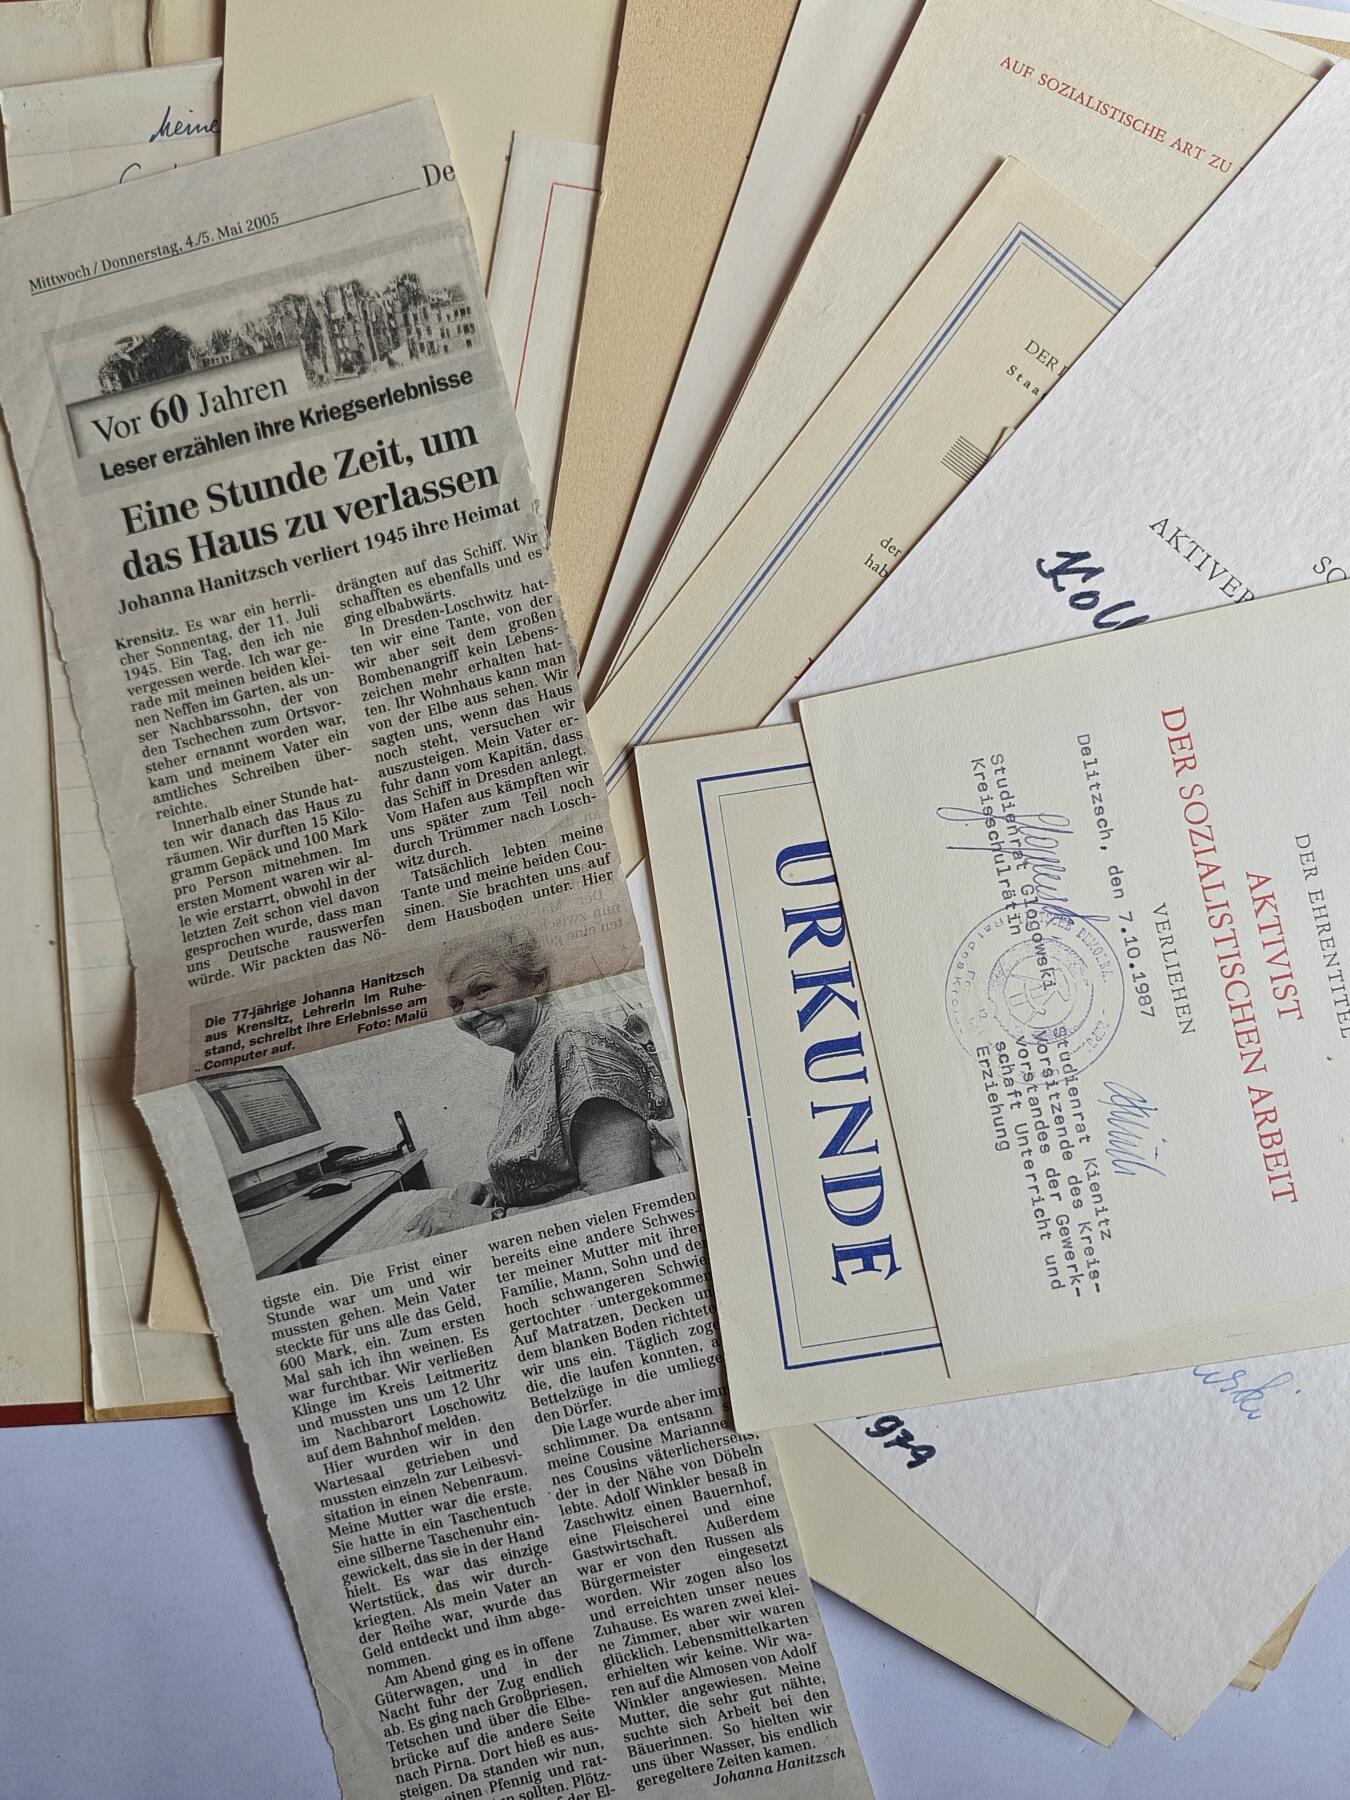 meine
De
Mittwoch / Donnerstag, 4./5. Mai 2005
Vor 60 Jahren
Leser erzählen ihre Kriegserlebnisse
Eine Stunde Zeit, um
das Haus zu verlassen
Johanna Hanitzsch verliert 1945 ihre Heimat
Krensitz. Es war ein herrli-
cher Sonnentag, der 11. Juli
1945. Ein Tag, den ich nie
vergessen werde. Ich war ge-
rade mit meinen beiden klei-
nen Neffen im Garten, als un-
ser Nachbarssohn, der von
den Tschechen zum Ortsvor-
steher ernannt worden war,
kam und meinem Vater ein
amtliches Schreiben über-
reichte.
Innerhalb einer Stunde hat-
ten wir danach das Haus zu
räumen. Wir durften 15 Kilo-
gramm Gepäck und 100 Mark
pro Person mitnehmen. Im
ersten Moment waren wir al-
le wie erstarrt, obwohl in der
letzten Zeit schon viel davon
gesprochen wurde, dass man
uns Deutsche rauswerfen
würde. Wir packten das Nö-
tigste ein. Die Frist einer
Stunde war um und wir
mussten gehen. Mein Vater
steckte für uns alle das Geld,
600 Mark, ein. Zum ersten
Mal sah ich ihn weinen. Es
war furchtbar. Wir verließen
Klinge im Kreis Leitmeritz
und mussten uns um 12 Uhr
im Nachbarort Loschowitz
auf dem Bahnhof melden.
Hier wurden wir in den
Wartesaal getrieben und
mussten einzeln zur Leibesvi-
sitation in einen Nebenraum.
Meine Mutter war die erste.
Sie hatte in ein Taschentuch
eine silberne Taschenuhr ein-
gewickelt, das sie in der Hand
hielt. Es war das einzige
Wertstück, das wir durch-
kriegten. Als mein Vater an
der Reihe war, wurde das
Geld entdeckt und ihm abge-
nommen.
Am Abend ging es in offene
Güterwagen, und in der
Nacht fuhr der Zug endlich
ab. Es ging nach Großpriesen,
Tetschen und über die Elbe-
brücke auf die andere Seite
nach Pirna. Dort hieß es aus-
steigen. Da standen wir nun,
einen Pfennig und rat-
sollten. Plötz-
der El-
drängten auf das Schiff. Wir
schafften es ebenfalls und es
ging elbabwärts.
In Dresden-Loschwitz hat-
ten wir eine Tante, von der
wir aber seit dem großen
Bombenangriff kein Lebens-
zeichen mehr erhalten hat-
ten. Ihr Wohnhaus kann man
von der Elbe aus sehen. Wir
sagten uns, wenn das Haus
noch steht, versuchen wir
auszusteigen. Mein Vater er-
fuhr dann vom Kapitän, dass
das Schiff in Dresden anlegt.
Vom Hafen aus kämpften wir
uns später zum Teil noch
durch Trümmer nach Losch-
witz durch.
Tatsächlich lebten meine
Tante und meine beiden Cou-
sinen. Sie brachten uns auf
dem Hausboden unter. Hier
waren neben vielen Fremden
bereits eine andere Schwes-
ter meiner Mutter mit ihrer
Familie, Mann, Sohn und der
hoch schwangeren Schwie-
gertochter untergekommen
Auf Matratzen, Decken un
dem blanken Boden richtete
wir uns ein. Täglich zoge
die, die laufen konnten, a
Bettelzüge in die umliege
den Dörfer.
Die Lage wurde aber imm
schlimmer. Da entsann s
meine Cousine Marianne
nes Cousins väterlicherseits,
der in der Nähe von Döbeln
lebte. Adolf Winkler besaß in
Zaschwitz einen Bauernhof,
eine Fleischerei und eine
Gastwirtschaft. Außerdem
war er von den Russen als
Bürgermeister eingesetzt
worden. Wir zogen also los
und erreichten unser neues
Zuhause. Es waren zwei klei-
ne Zimmer, aber wir waren
glücklich. Lebensmittelkarten
erhielten wir keine. Wir wa-
ren auf die Almosen von Adolf
Winkler angewiesen. Meine
Mutter, die sehr gut nähte,
suchte sich Arbeit bei den
Bäuerinnen. So hielten wir
uns über Wasser, bis endlich
geregeltere Zeiten kamen.
Johanna Hanitzsch
Die 77-jährige Johanna Hanitzsch
aus Krensitz, Lehrerin im Ruhe-
stand, schreibt ihre Erlebnisse am
Computer auf. Foto: Malü
AUF SOZIALISTISCHE ART ZU
DER
Staa
der
hab
AKTIVER
SO
Koll
1979
URKUNDE
DER EHRENTITEL
AKTIVIST
DER SOZIALISTISCHEN ARBEIT
VERLIEHEN
Delitzsch, den 7.10.1987
Studienrat Glogowski
Kreisschulrätin
Studienrat Kienitz
Vorsitzende des Kreis-
vorstandes der Gewerk-
schaft Unterricht und
Erziehung